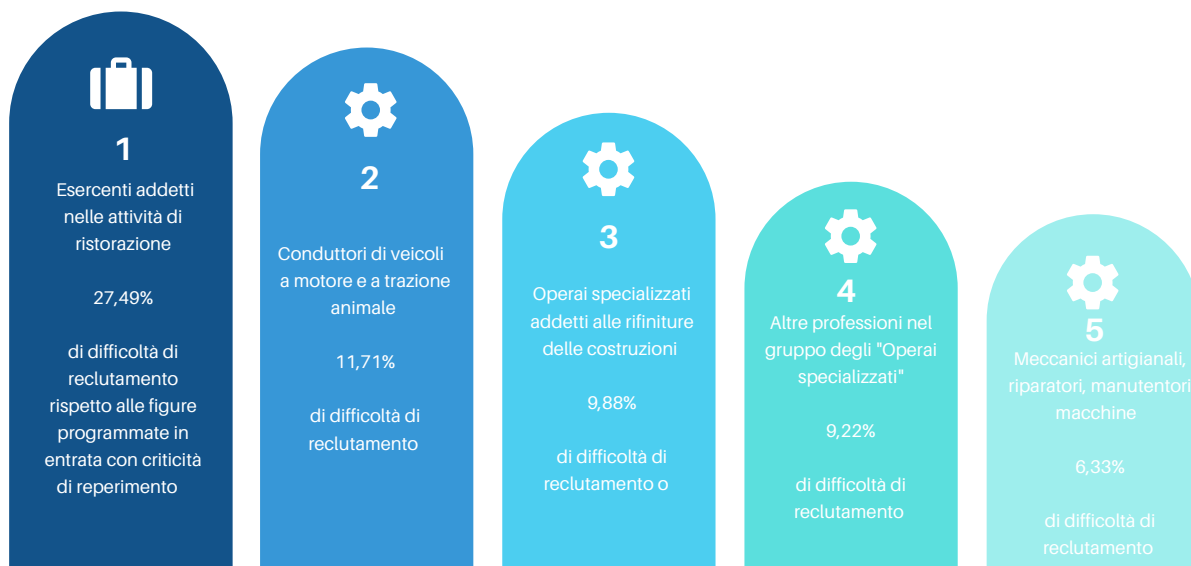 1
Esercenti addetti
nelle attività di
ristorazione
27,49%
di difficoltà di
reclutamento
rispetto alle figure
programmate in
entrata con criticità
di reperimento
2
Conduttori di veicoli
a motore e a trazione
animale
11,71%
di difficoltà di
reclutamento
3
Operai specializzati
addetti alle rifiniture
delle costruzioni
9,88%
di difficoltà di
reclutamento o
4
Altre professioni nel
gruppo degli "Operai
specializzati"
9,22%
di difficoltà di
reclutamento
5
Meccanici artigianali,
riparatori, manutentori
macchine
6,33%
di difficoltà di
reclutamento